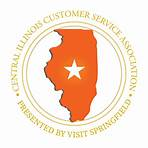 CENTRAL ILLINOIS CUSTOMER SERVICE ASSOCIATION
PRESENTED BY VISIT SPRINGFIELD